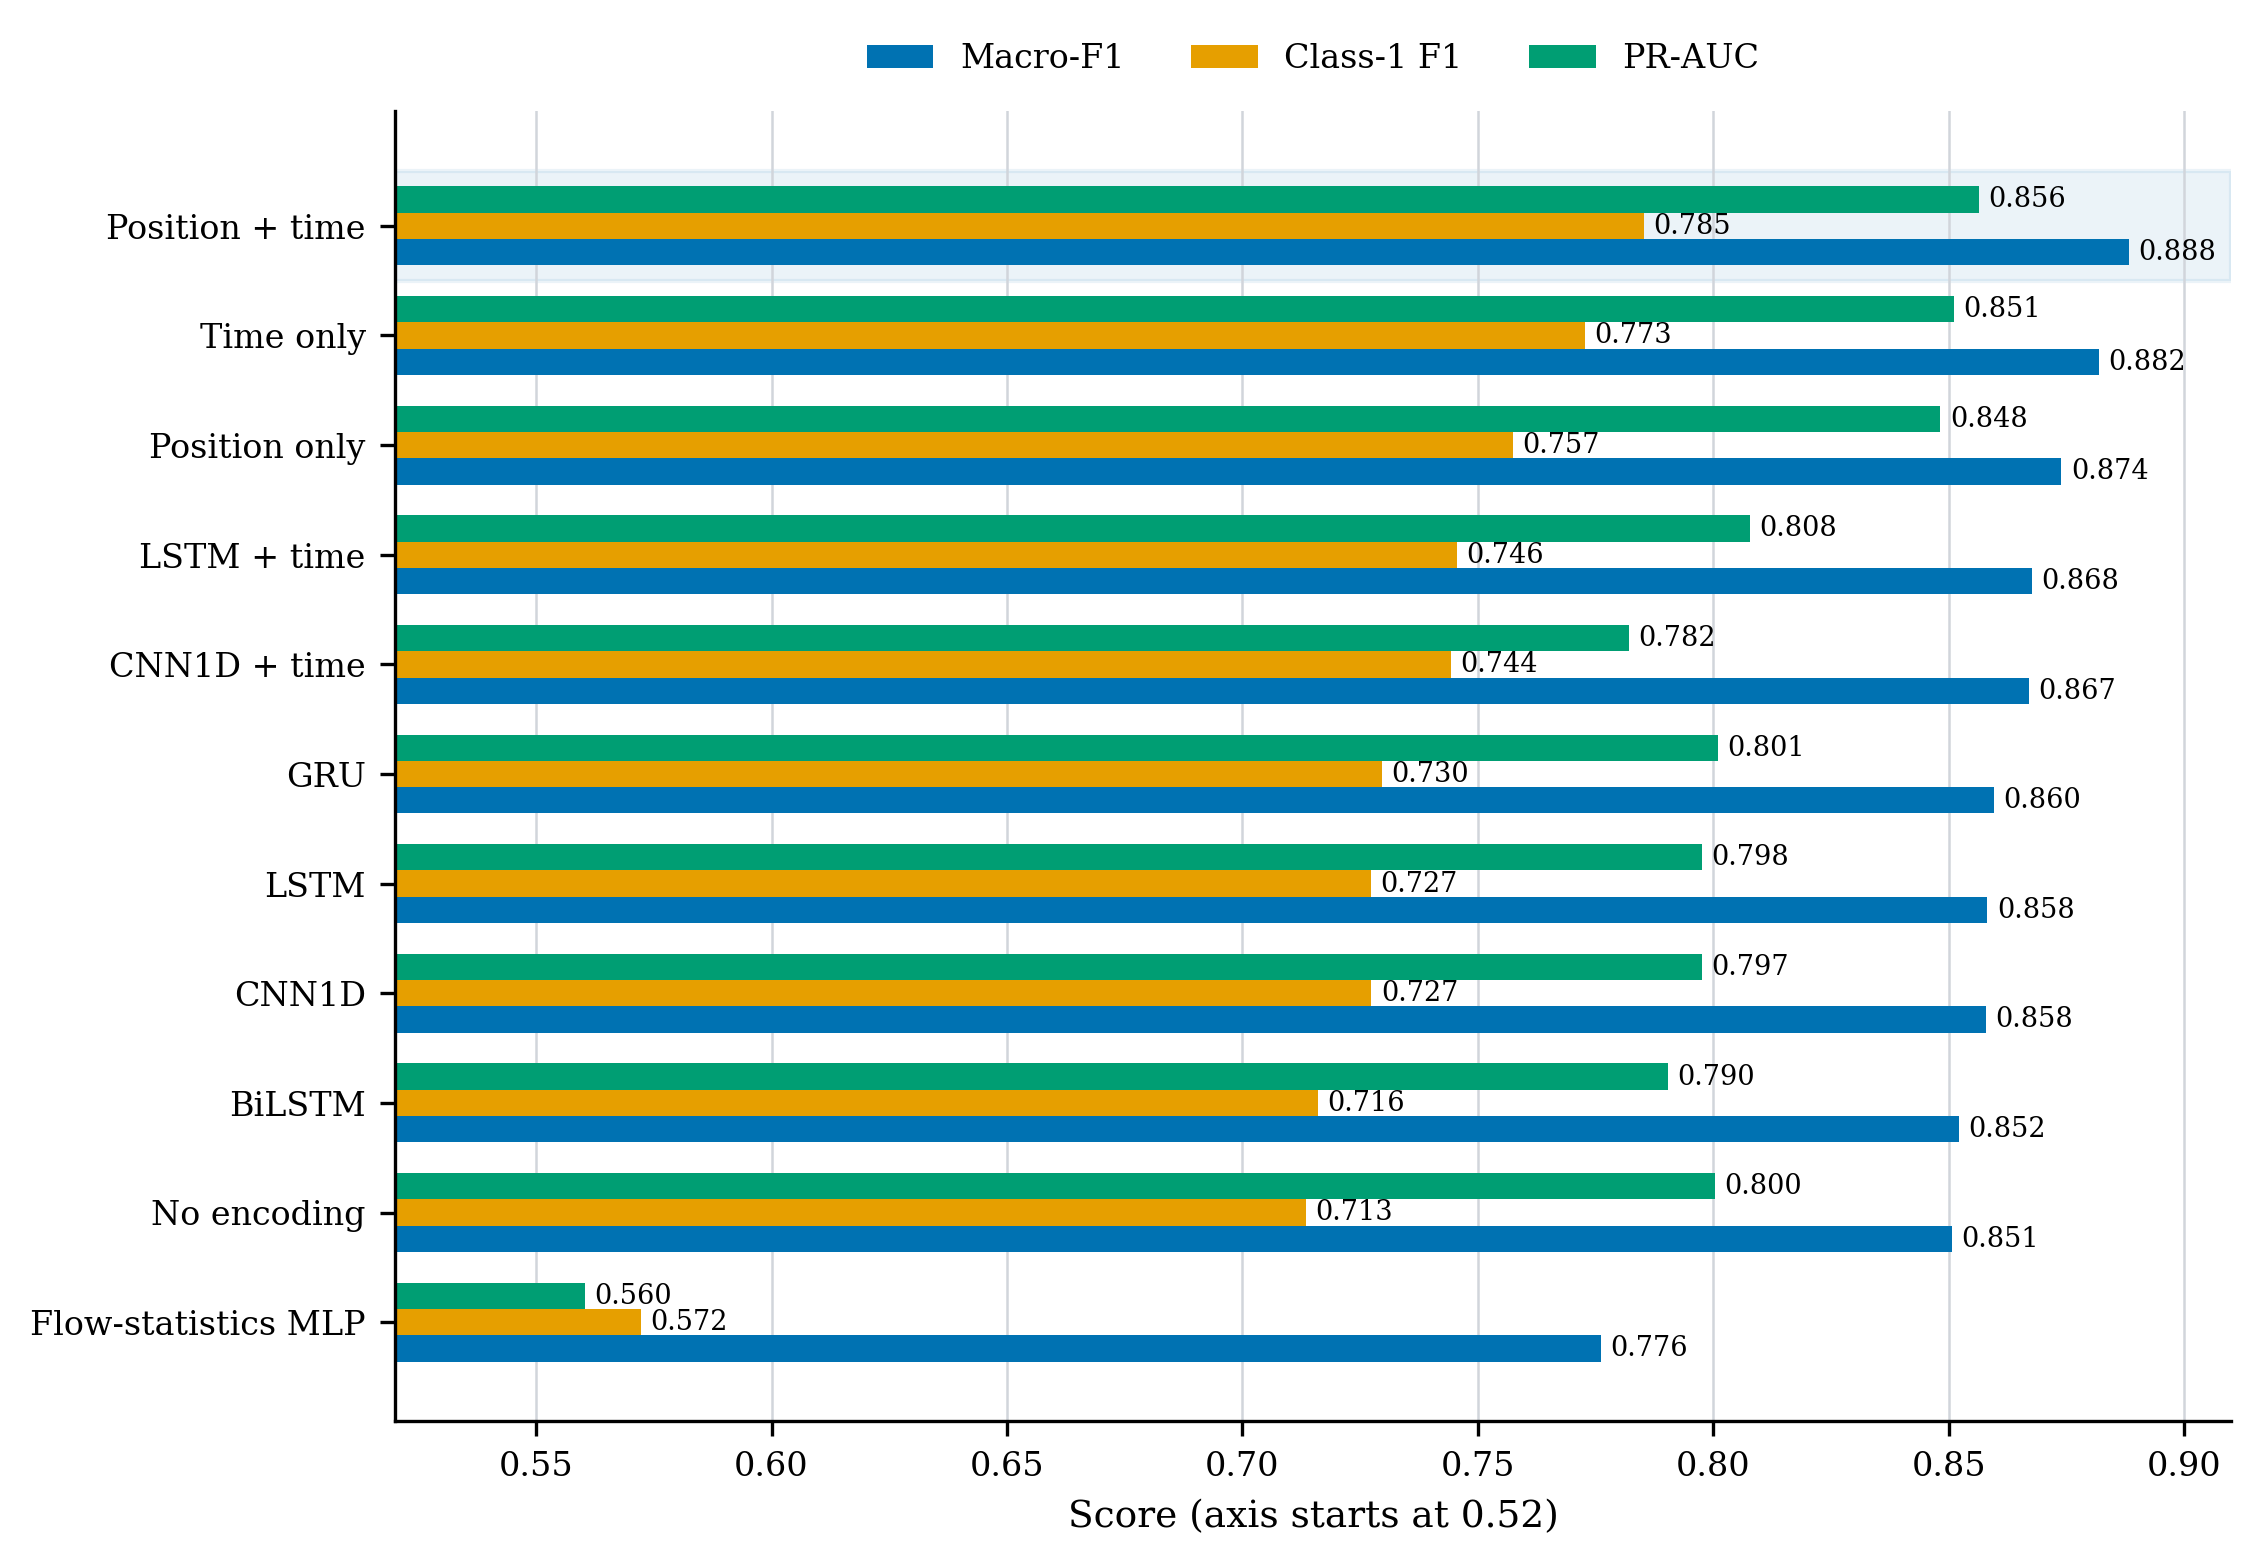 Macro-F1 Class-1 F1 PR-AUC
Position + time
0.856
0.785
0.888
Time only
0.851
0.773
0.882
Position only
0.848
0.757
0.874
LSTM + time
0.808
0.746
0.868
CNN1D + time
0.782
0.744
0.867
GRU
0.801
0.730
0.860
LSTM
0.798
0.727
0.858
CNN1D
0.797
0.727
0.858
BiLSTM
0.790
0.716
0.852
No encoding
0.800
0.713
0.851
Flow-statistics MLP
0.560
0.572
0.776
0.55 0.60 0.65 0.70 0.75 0.80 0.85 0.90
Score (axis starts at 0.52)